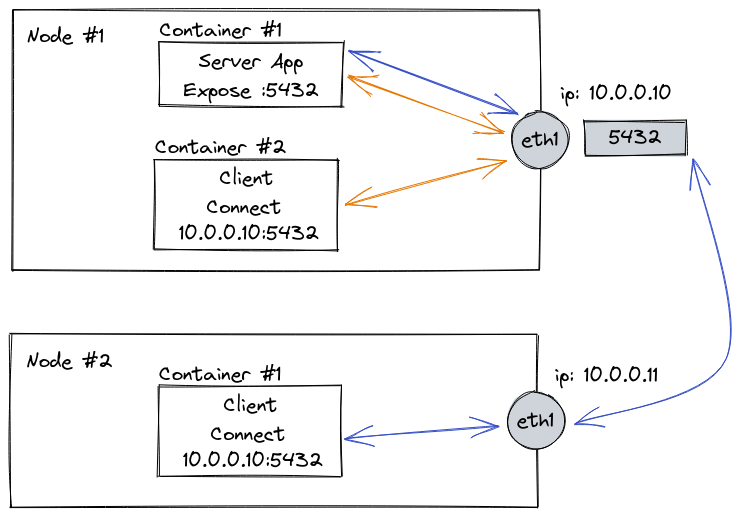 Node #1
Container #1
Server App
Expose :5432
ip: 10.0.0.10
eth1
5432
Container #2
Client
Connect
10.0.0.10:5432
Node #2
Container #1
Client
Connect
10.0.0.10:5432
ip: 10.0.0.11
eth1